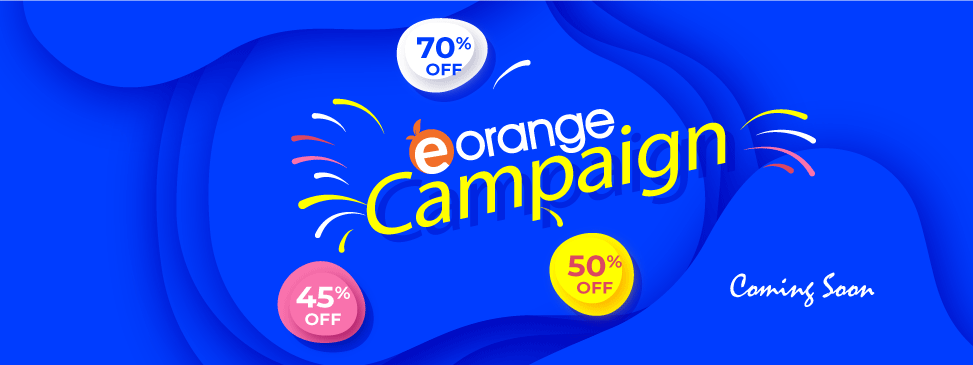 70%
OFF
eorange
Campaign
50%
OFF
45%
OFF
Coming Soon